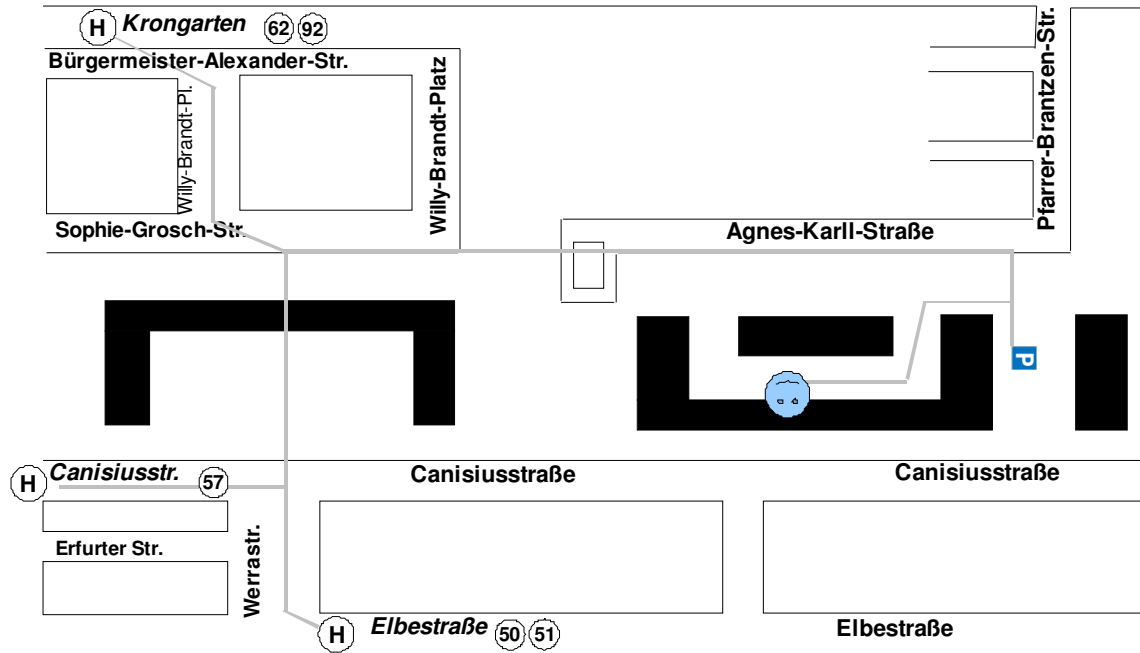 H Krongarten 62 92
Bürgermeister-Alexander-Str.
Willy-Brandt-Pl.
Willy-Brandt-Platz
Pfarrer-Brantzen-Str.
Sophie-Grosch-Str.
Agnes-Karll-Straße
P
H Canisiusstr. 57
Canisiusstraße
Canisiusstraße
Erfurter Str.
Werrastr.
H Elbestraße 50 51
Elbestraße